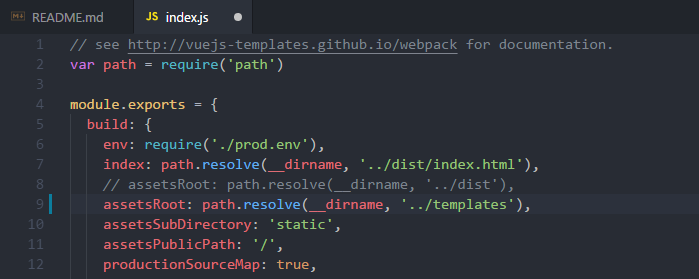 README.md
JS index.js
1 // see http://vuejs-templates.github.io/webpack for documentation.
2 var path = require('path')
3
4 module.exports = {
5 build: {
6 env: require('./prod.env'),
7 index: path.resolve(__dirname, '../dist/index.html'),
8 // assetsRoot: path.resolve(__dirname, '../dist'),
9 assetsRoot: path.resolve(__dirname, '../templates'),
10 assetsSubDirectory: 'static',
11 assetsPublicPath: '/',
12 productionSourceMap: true,